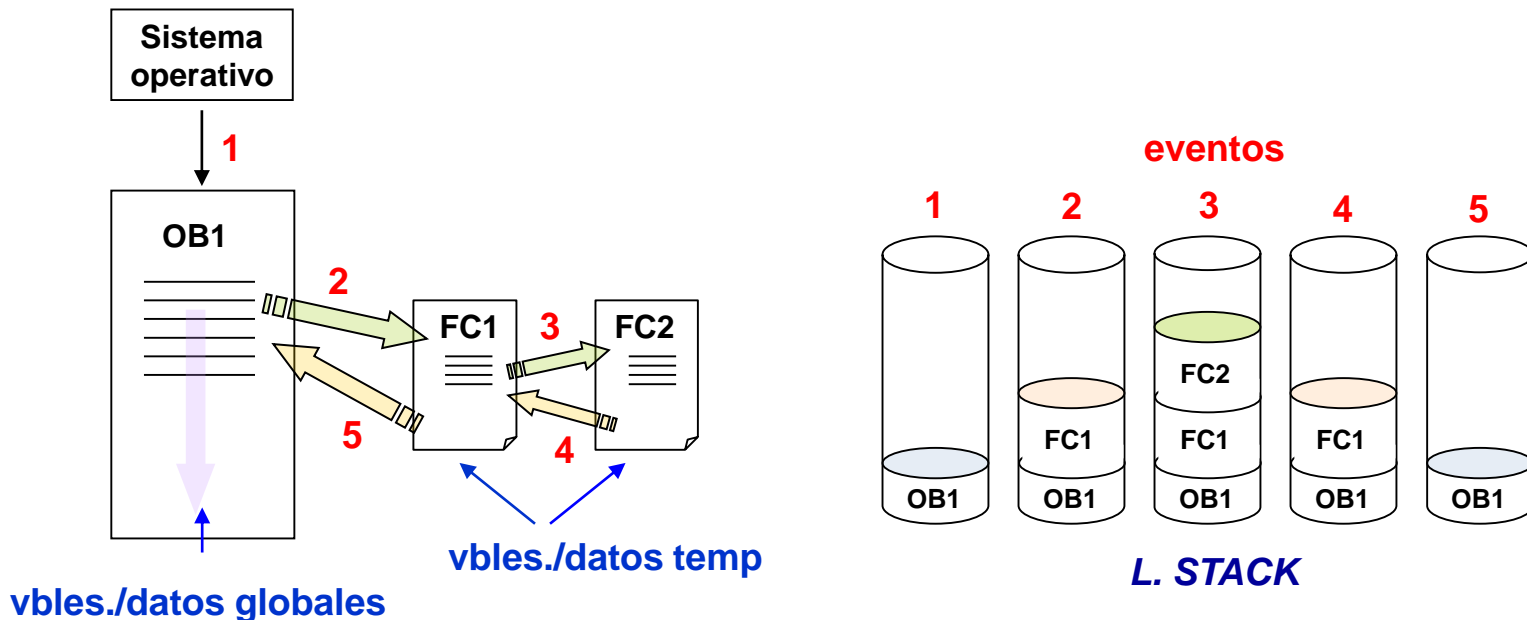 Sistema
operativo
1
OB1
2
FC1
3
FC2
5
4
vbles./datos temp
vbles./datos globales
eventos
1 2 3 4 5
FC2
FC1 FC1 FC1
OB1 OB1 OB1 OB1 OB1
L. STACK